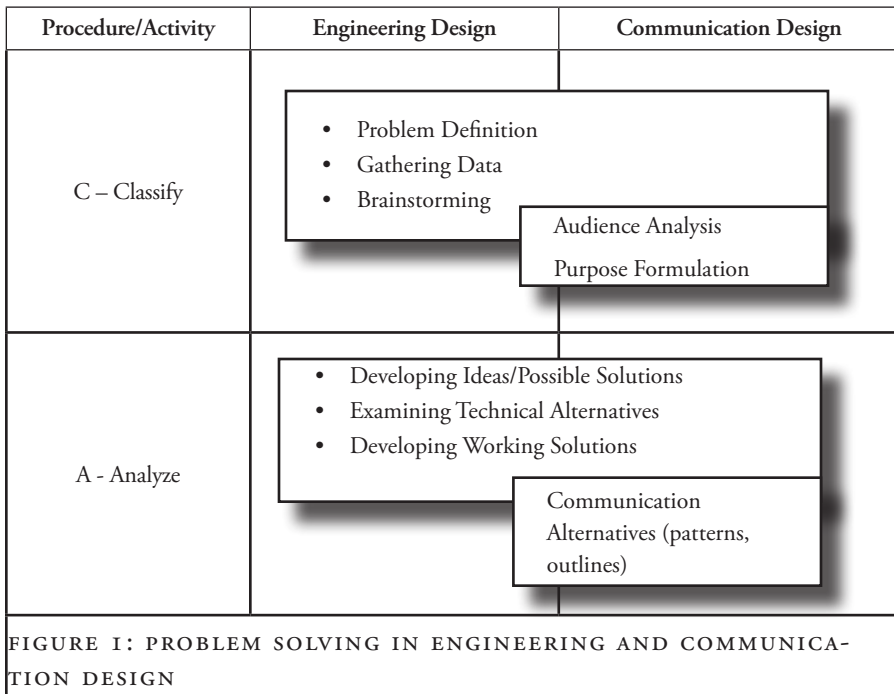 Procedure/Activity
Engineering Design
Communication Design
C – Classify
• Problem Definition
• Gathering Data
• Brainstorming
Audience Analysis
Purpose Formulation
A - Analyze
• Developing Ideas/Possible Solutions
• Examining Technical Alternatives
• Developing Working Solutions
Communication
Alternatives (patterns,
outlines)
FIGURE I: PROBLEM SOLVING IN ENGINEERING AND COMMUNICA-
TION DESIGN